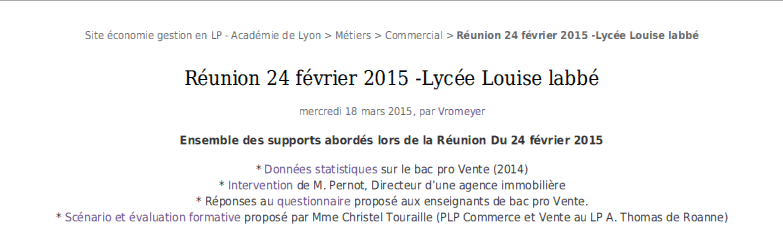 Site économie gestion en LP - Académie de Lyon > Métiers > Commercial > Réunion 24 février 2015 -Lycée Louise labbé
Réunion 24 février 2015 -Lycée Louise labbé
mercredi 18 mars 2015, par Vromeyer
Ensemble des supports abordés lors de la Réunion Du 24 février 2015
* Données statistiques sur le bac pro Vente (2014)
* Intervention de M. Pernot, Directeur d'une agence immobilière
* Réponses au questionnaire proposé aux enseignants de bac pro Vente.
* Scénario et évaluation formative proposé par Mme Christel Touraille (PLP Commerce et Vente au LP A. Thomas de Roanne)